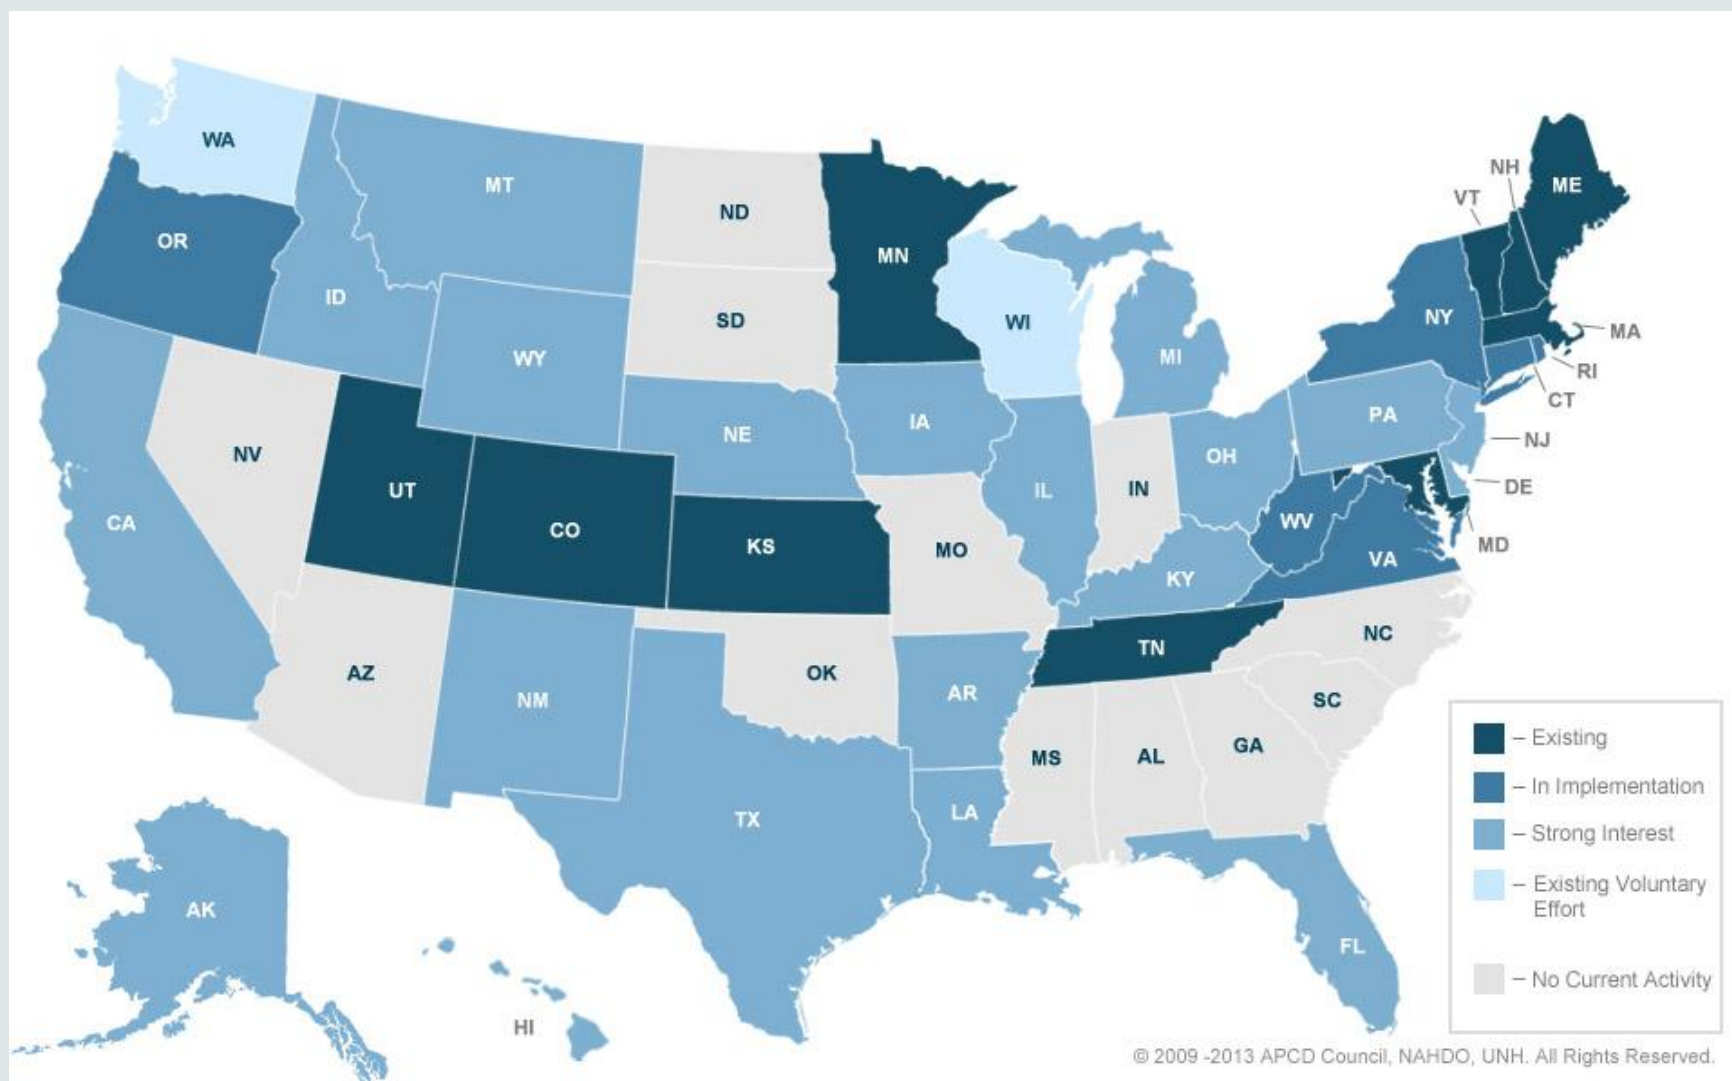 WA
MT
ND
MN
OR
ID
SD
WI
WY
MI
NH
VT
ME
NY
MA
RI
CT
PA
NJ
DE
MD
NV
UT
CO
NE
IA
KS
MO
IL
IN
OH
WV
VA
KY
CA
AZ
NM
OK
AR
TN
NC
SC
MS
AL
GA
TX
LA
FL
AK
HI
– Existing
– In Implementation
– Strong Interest
– Existing Voluntary
Effort
– No Current Activity
© 2009 -2013 APCD Council, NAHDO, UNH. All Rights Reserved.